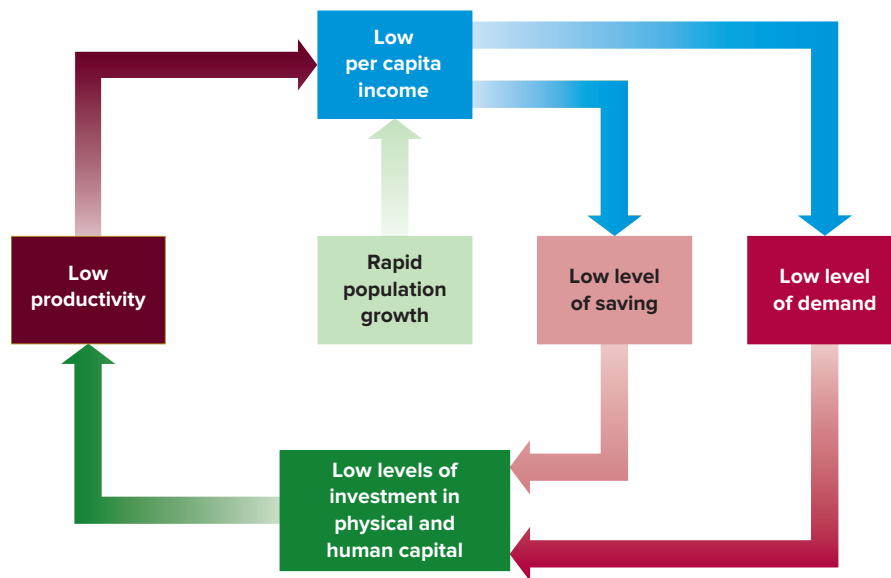 Low
per capita
income
Low
productivity
Rapid
population
growth
Low level
of saving
Low level
of demand
Low levels of
investment in
physical and
human capital